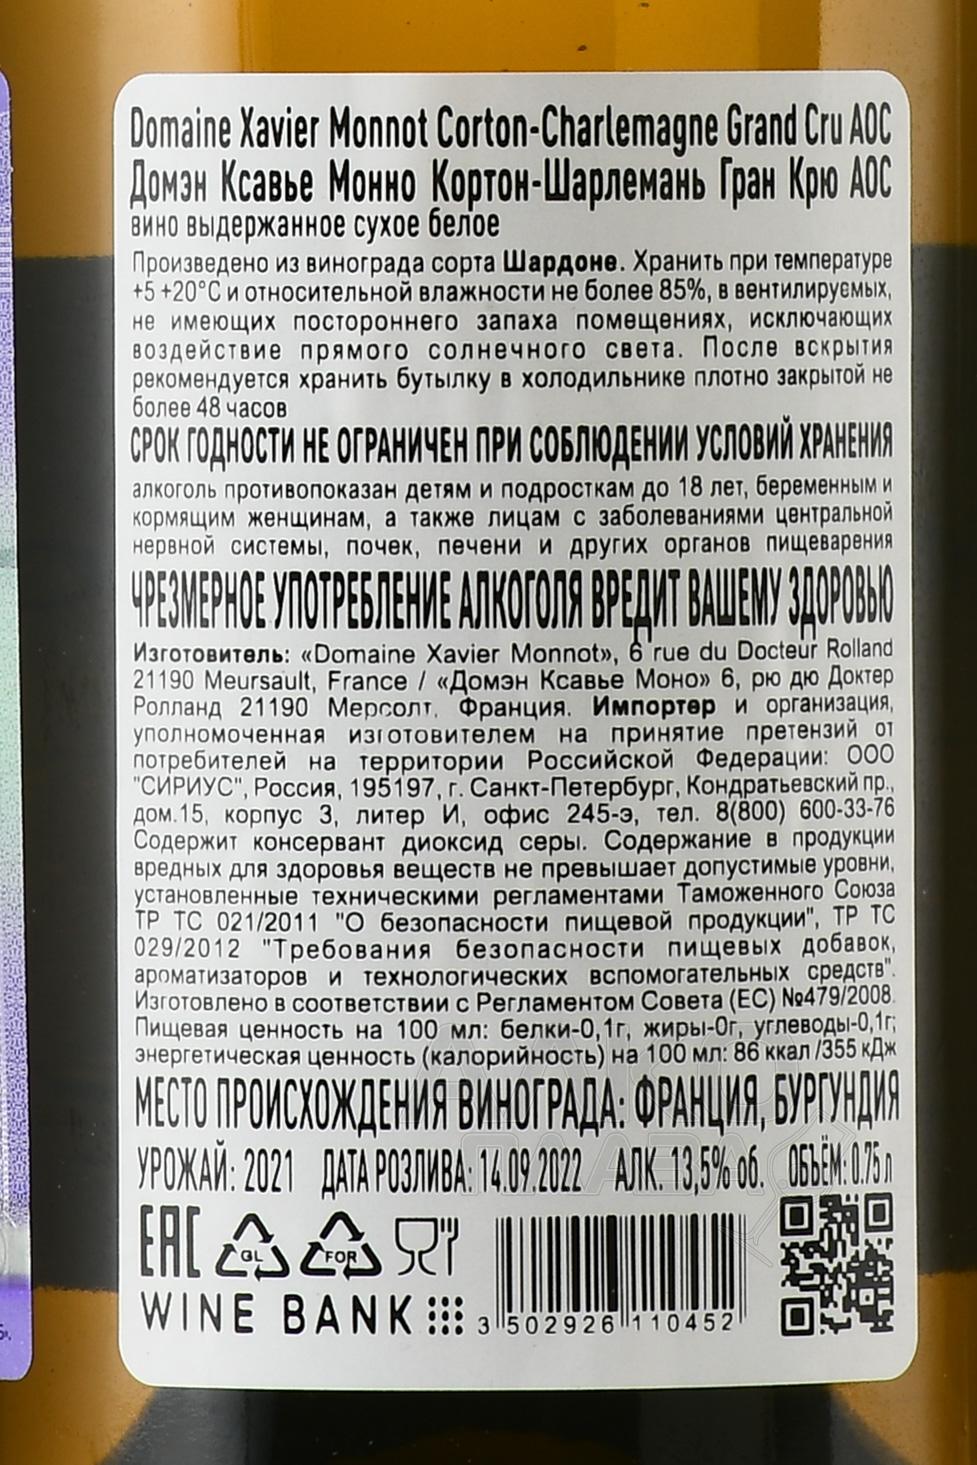 Domaine Xavier Monnot Corton-Charlemagne Grand Cru AOC
Домэн Ксавье Монно Кортон-Шарлемань Гран Крю АОС
вино выдержанное сухое белое
Произведено из винограда сорта Шардоне. Хранить при температуре
+5 +20°C и относительной влажности не более 85%, в вентилируемых,
не имеющих постороннего запаха помещениях, исключающих
воздействие прямого солнечного света. После вскрытия
рекомендуется хранить бутылку в холодильнике плотно закрытой не
более 48 часов
СРОК ГОДНОСТИ НЕ ОГРАНИЧЕН ПРИ СОБЛЮДЕНИИ УСЛОВИЙ ХРАНЕНИЯ
алкоголь противопоказан детям и подросткам до 18 лет, беременным и
кормящим женщинам, а также лицам с заболеваниями центральной
нервной системы, почек, печени и других органов пищеварения
ЧРЕЗМЕРНОЕ УПОТРЕБЛЕНИЕ АЛКОГОЛЯ ВРЕДИТ ВАШЕМУ ЗДОРОВЬЮ
Изготовитель: «Domaine Xavier Monnot», 6 rue du Docteur Rolland
21190 Meursault, France / «Домэн Ксавье Моно» 6, рю дю Доктер
Ролланд 21190 Мерсолт, Франция. Импортер и организация,
уполномоченная изготовителем на принятие претензий от
потребителей на территории Российской Федерации: ООО
"СИРИУС", Россия, 195197, г. Санкт-Петербург, Кондратьевский пр.,
дом.15, корпус 3, литер И, офис 245-э, тел. 8(800) 600-33-76
Содержит консервант диоксид серы. Содержание в продукции
вредных для здоровья веществ не превышает допустимые уровни,
установленные техническими регламентами Таможенного Союза
ТР ТС 021/2011 "О безопасности пищевой продукции", ТР ТС
029/2012 "Требования безопасности пищевых добавок,
ароматизаторов и технологических вспомогательных средств".
Изготовлено в соответствии с Регламентом Совета (ЕС) №479/2008.
Пищевая ценность на 100 мл: белки-0,1г, жиры-0г, углеводы-0,1г;
энергетическая ценность (калорийность) на 100 мл: 86 ккал /355 кДж
МЕСТО ПРОИСХОЖДЕНИЯ ВИНОГРАДА: ФРАНЦИЯ, БУРГУНДИЯ
УРОЖАЙ: 2021 ДАТА РОЗЛИВА: 14.09.2022 АЛК. 13,5% об. ОБЪЁМ: 0.75 л
EAC GL FOR
WINE BANK 3 502926 110452